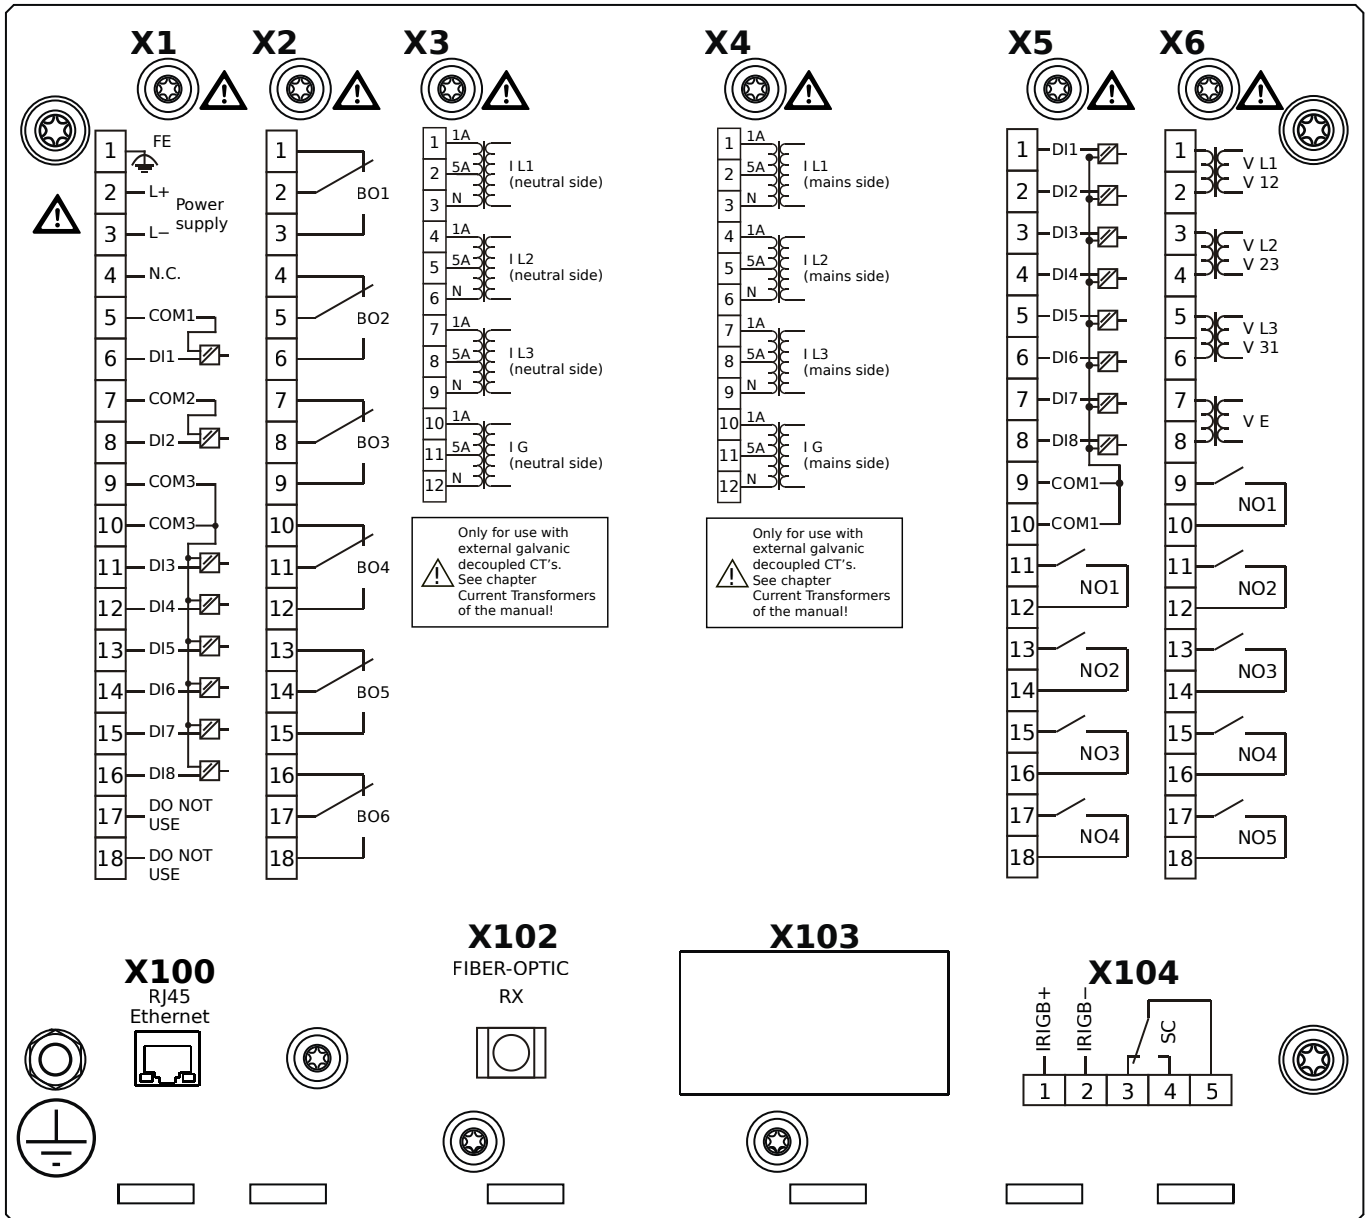 X1
1 FE
2 L+
Power
supply
3 L−
4 N.C.
5 COM1
6 DI1
7 COM2
8 DI2
9 COM3
10 COM3
11 DI3
12 DI4
13 DI5
14 DI6
15 DI7
16 DI8
17 DO NOT
USE
18 DO NOT
USE
X2
1
2 BO1
3
4
5 BO2
6
7
8 BO3
9
10
11 BO4
12
13
14 BO5
15
16
17 BO6
18
X3
1 1A
2 5A I L1
(neutral side)
3 N
4 1A
5 5A I L2
(neutral side)
6 N
7 1A
8 5A I L3
(neutral side)
9 N
10 1A
11 5A I G
(neutral side)
12 N
Only for use with
external galvanic
decoupled CT's.
See chapter
Current Transformers
of the manual!
X4
1 1A
2 5A I L1
(mains side)
3 N
4 1A
5 5A I L2
(mains side)
6 N
7 1A
8 5A I L3
(mains side)
9 N
10 1A
11 5A I G
(mains side)
12 N
Only for use with
external galvanic
decoupled CT's.
See chapter
Current Transformers
of the manual!
X5
1 DI1
2 DI2
3 DI3
4 DI4
5 DI5
6 DI6
7 DI7
8 DI8
9 COM1
10 COM1
11
NO1
12
13
NO2
14
15
NO3
16
17
NO4
18
X6
1 V L1
2 V 12
3 V L2
4 V 23
5 V L3
6 V 31
7
V E
8
9
NO1
10
11
NO2
12
13
NO3
14
15
NO4
16
17
NO5
18
X100
RJ45
Ethernet
X102
FIBER-OPTIC
RX
X103
X104
IRIGB+
IRIGB−
SC
1 2 3 4 5